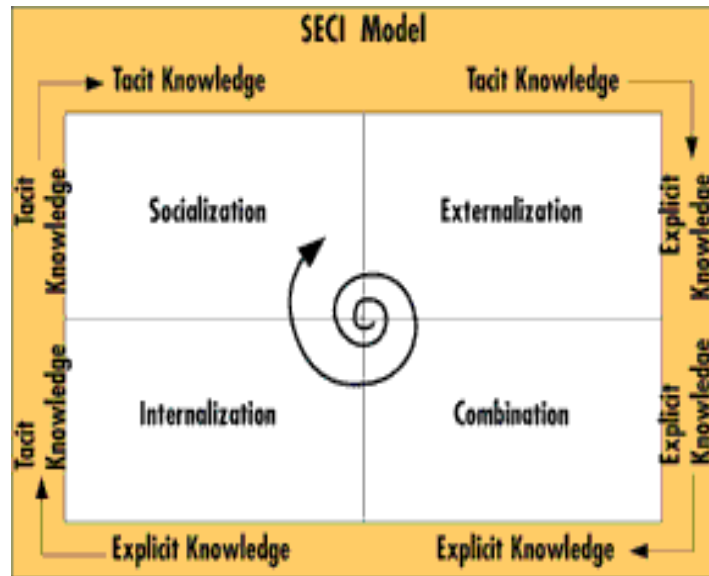 SECI Model
Tacit Knowledge
Tacit Knowledge
Tacit
Knowledge
Socialization
Externalization
Explicit
Knowledge
Tacit
Knowledge
Internalization
Combination
Explicit
Knowledge
Explicit Knowledge
Explicit Knowledge